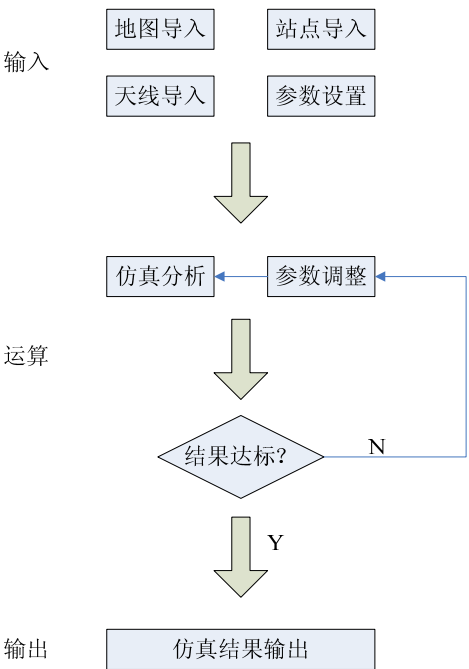 地图导入
站点导入
输入
天线导入
参数设置
仿真分析
参数调整
运算
结果达标?
N
Y
输出
仿真结果输出